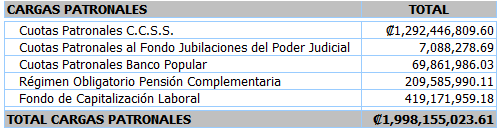 CARGAS PATRONALES TOTAL
Cuotas Patronales C.C.S.S. ₡1,292,446,809.60
Cuotas Patronales al Fondo Jubilaciones del Poder Judicial 7,088,278.69
Cuotas Patronales Banco Popular 69,861,986.03
Régimen Obligatorio Pensión Complementaria 209,585,990.11
Fondo de Capitalización Laboral 419,171,959.18
TOTAL CARGAS PATRONALES ₡1,998,155,023.61